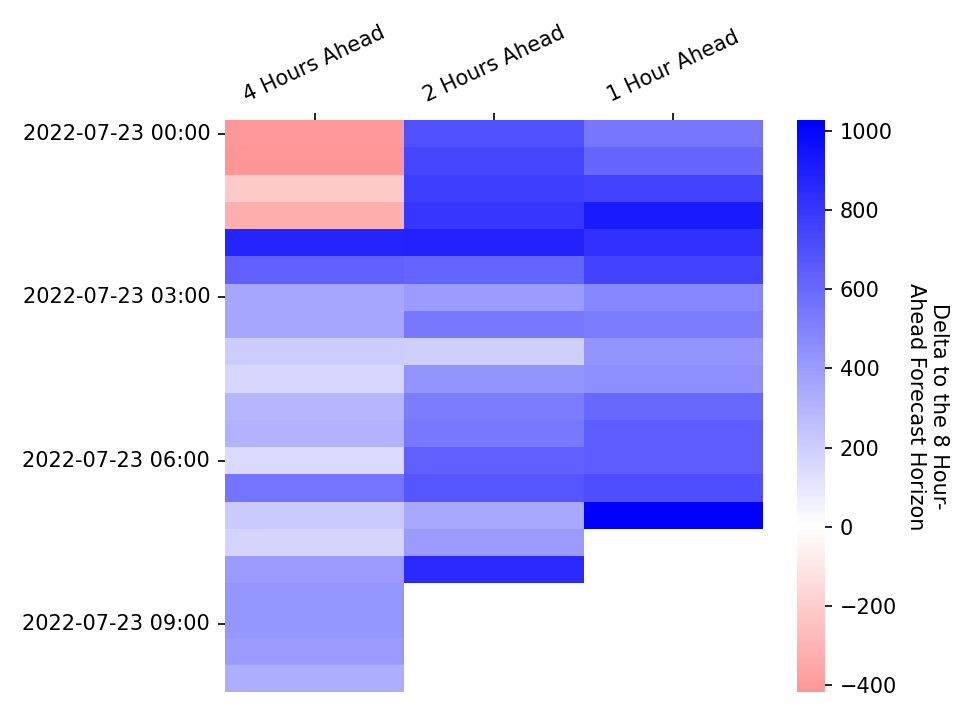 4 Hours Ahead
2 Hours Ahead
1 Hour Ahead
2022-07-23 00:00
2022-07-23 03:00
2022-07-23 06:00
2022-07-23 09:00
1000
800
600
400
200
0
−200
−400
Delta to the 8 Hour-
Ahead Forecast Horizon